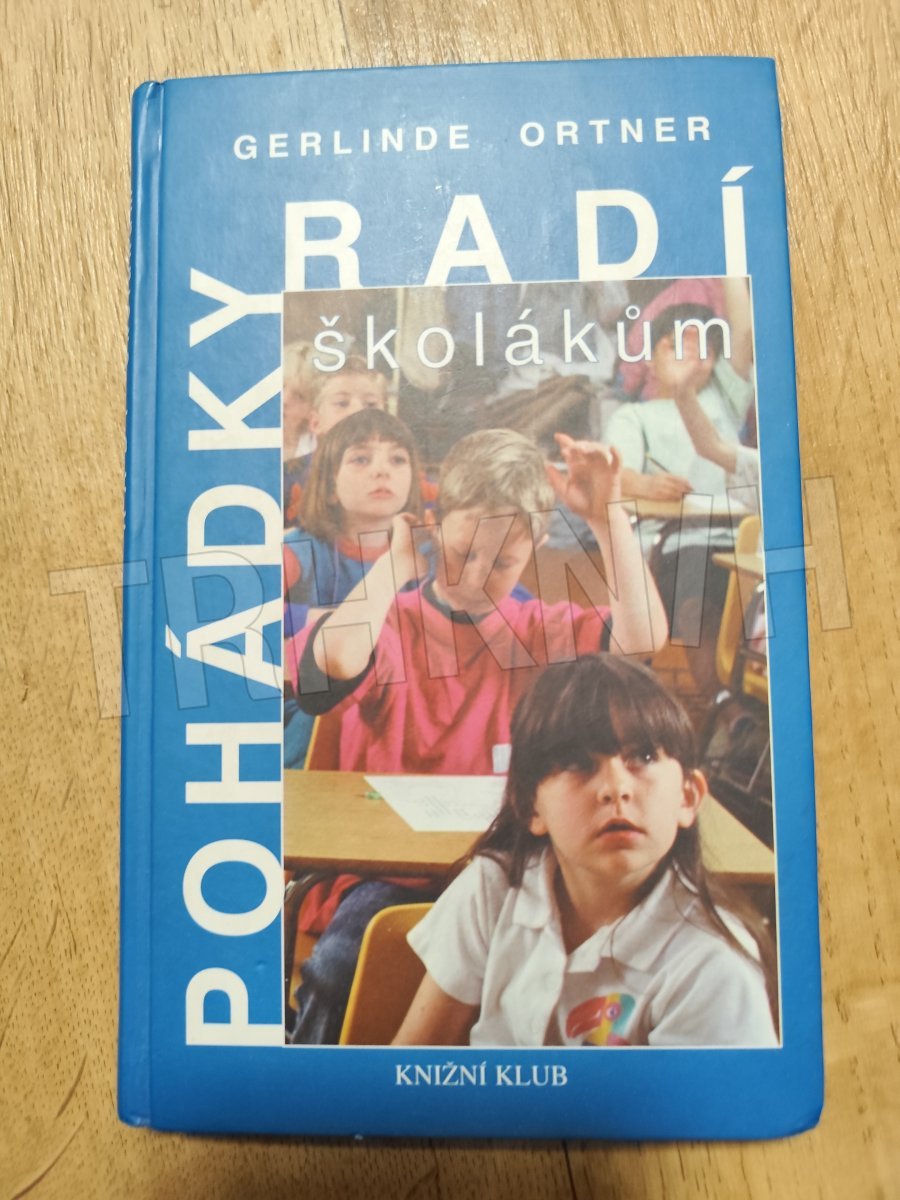 GERLINDE ORTNER
POHÁDKY
RADÍ
školákům
TRHKNIH
KNIŽNÍ KLUB